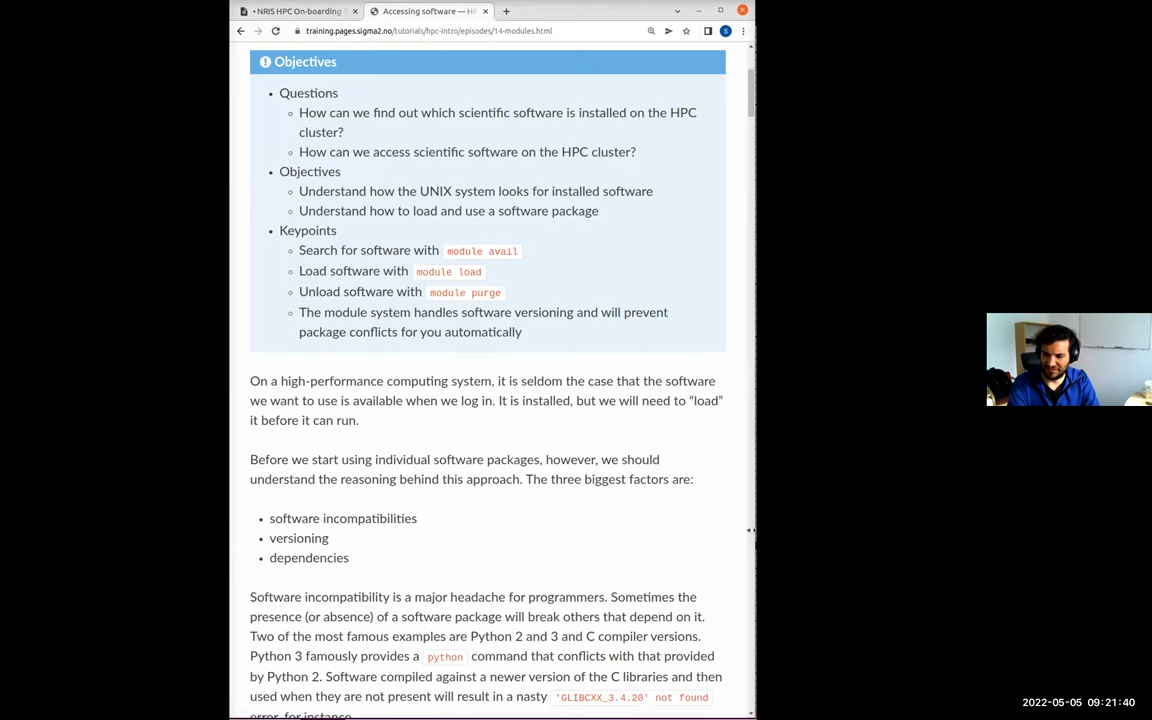 • NRIS HPC On-boarding
Accessing software — H
training.pages.sigma2.no/tutorials/hpc-intro/episodes/14-modules.html
S
Objectives
• Questions
How can we find out which scientific software is installed on the HPC
cluster?
How can we access scientific software on the HPC cluster?
• Objectives
Understand how the UNIX system looks for installed software
Understand how to load and use a software package
• Keypoints
Search for software with module avail
Load software with module load
Unload software with module purge
The module system handles software versioning and will prevent
package conflicts for you automatically
On a high-performance computing system, it is seldom the case that the software
we want to use is available when we log in. It is installed, but we will need to “load”
it before it can run.
Before we start using individual software packages, however, we should
understand the reasoning behind this approach. The three biggest factors are:
• software incompatibilities
• versioning
• dependencies
Software incompatibility is a major headache for programmers. Sometimes the
presence (or absence) of a software package will break others that depend on it.
Two of the most famous examples are Python 2 and 3 and C compiler versions.
Python 3 famously provides a python command that conflicts with that provided
by Python 2. Software compiled against a newer version of the C libraries and then
used when they are not present will result in a nasty 'GLIBCXX_3.4.20' not found
error, for instance.
2022-05-05 09:21:40